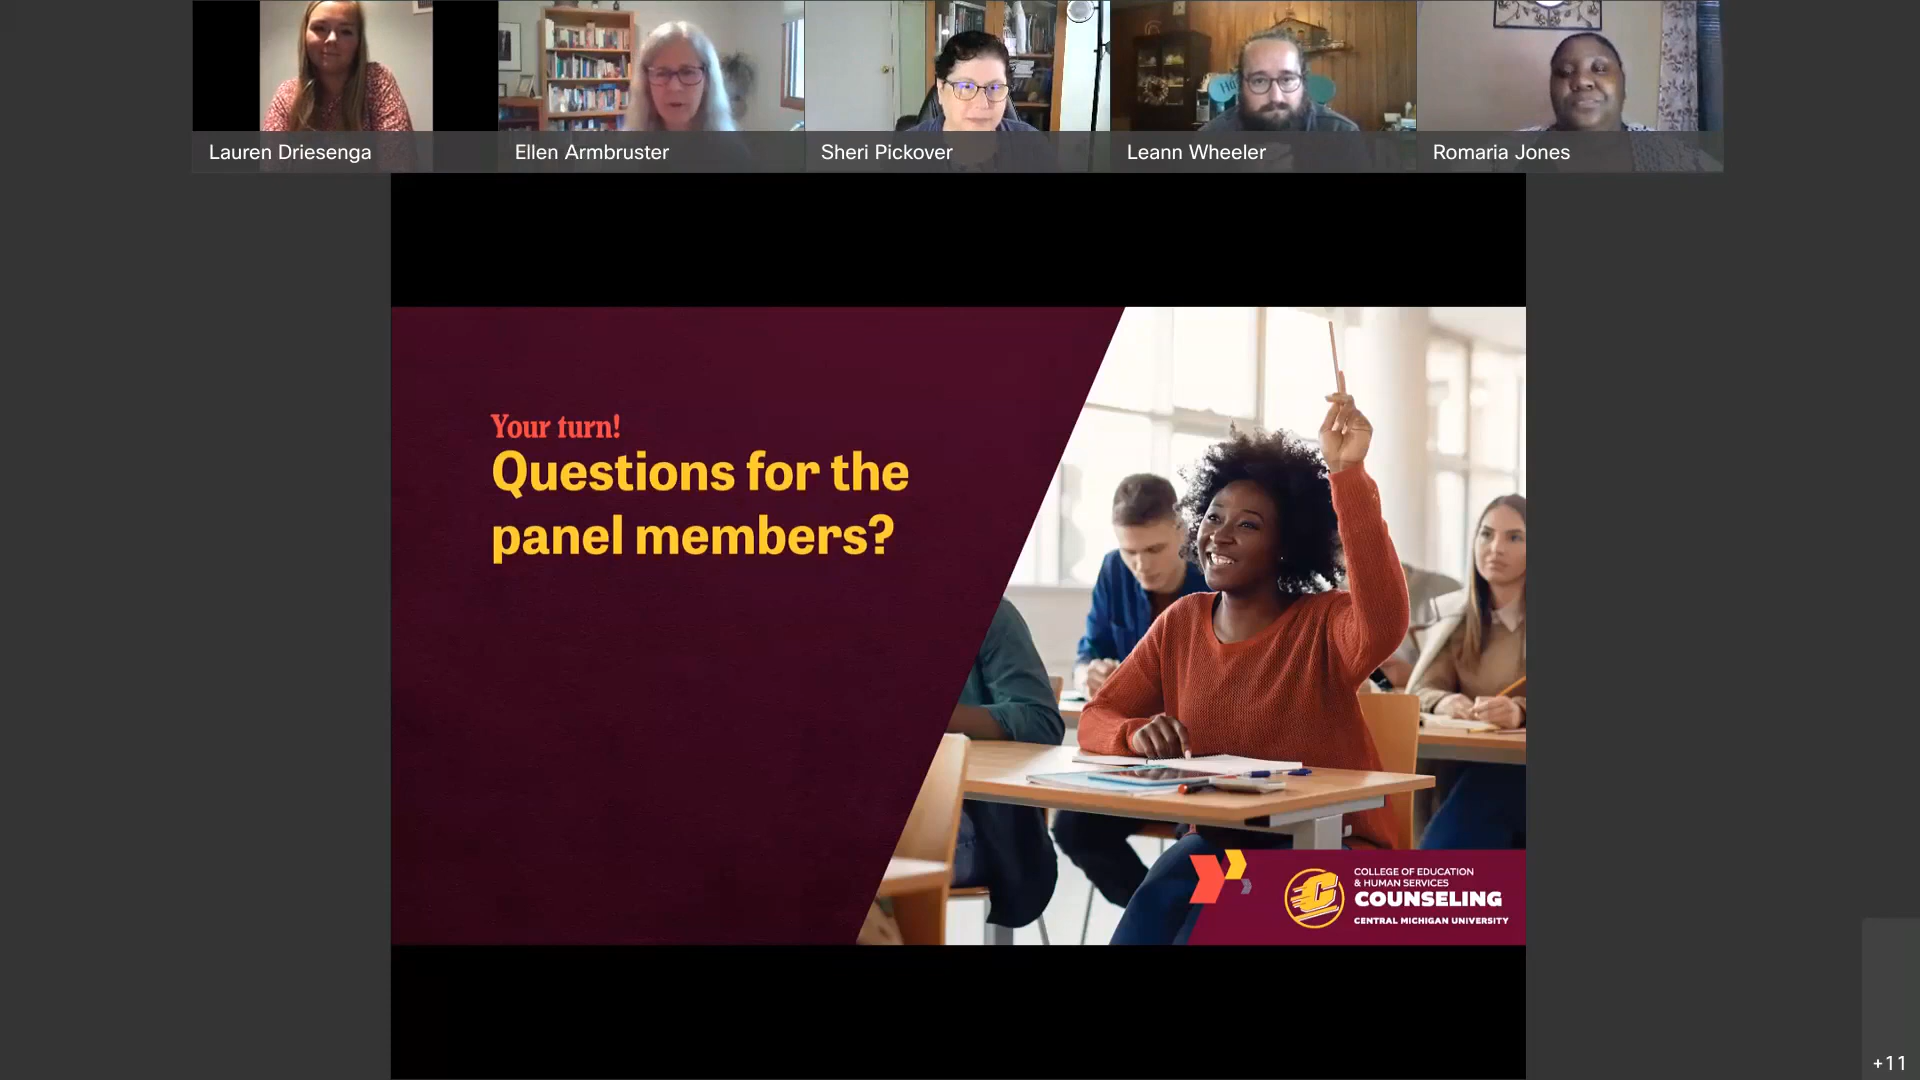 Lauren Driesenga
Ellen Armbruster
Sheri Pickover
Leann Wheeler
Romaria Jones
Your turn!
Questions for the
panel members?
COLLEGE OF EDUCATION
& HUMAN SERVICES
COUNSELING
CENTRAL MICHIGAN UNIVERSITY
+11